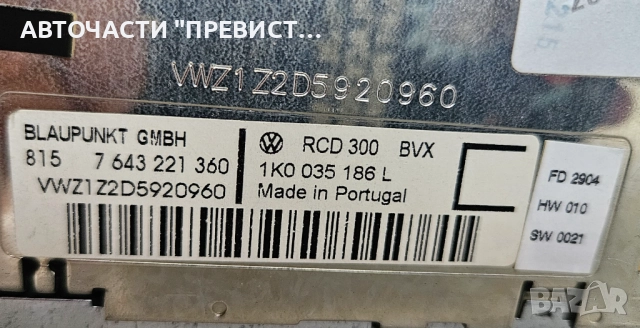 АВТОЧАСТИ "ПРЕВИСТ...
VWZ1Z2D5920960
BLAUPUNKT GMBH
815 7 643 221 360
VWZ1Z2D5920960
RCD 300 BVX
1K0 035 186 L
Made in Portugal
FD 2904
HW 010
SW 0021
BAZAR